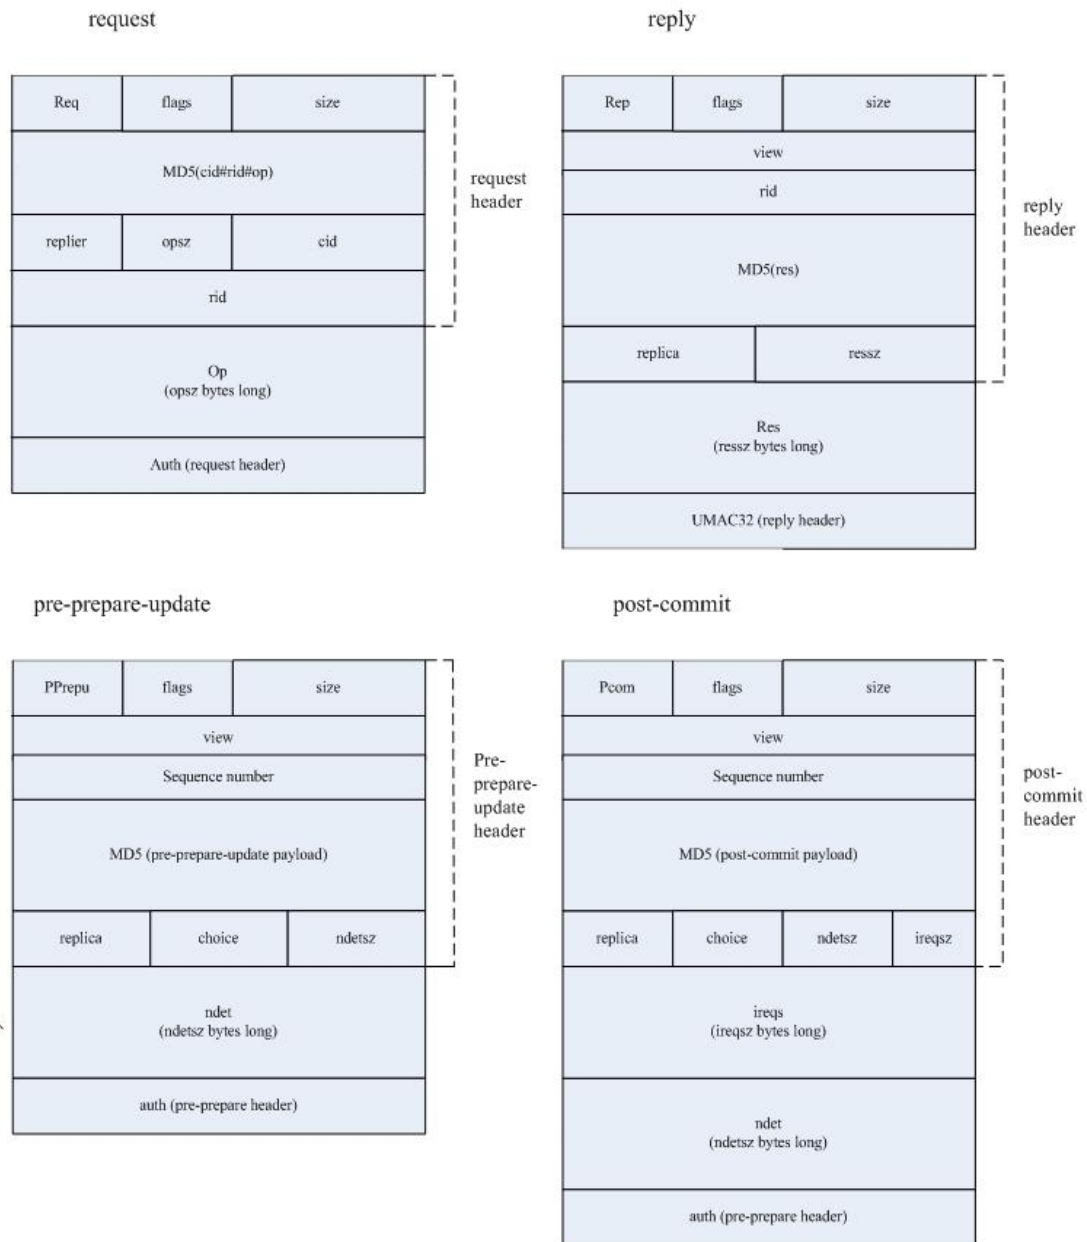 request
Req flags size
MD5(cid#rid#op)
replier opsz cid
rid
Op
(opsz bytes long)
Auth (request header)
request
header
reply
Rep flags size
view
rid
MD5(res)
replica ressz
Res
(ressz bytes long)
UMAC32 (reply header)
reply
header
pre-prepare-update
PPrepu flags size
view
Sequence number
MD5 (pre-prepare-update payload)
replica choice ndetsz
ndet
(ndetsz bytes long)
auth (pre-prepare header)
Pre-
prepare-
update
header
post-commit
Pcom flags size
view
Sequence number
MD5 (post-commit payload)
replica choice ndetsz ireqsz
ireqs
(ireqsz bytes long)
ndet
(ndetsz bytes long)
auth (pre-prepare header)
post-
commit
header